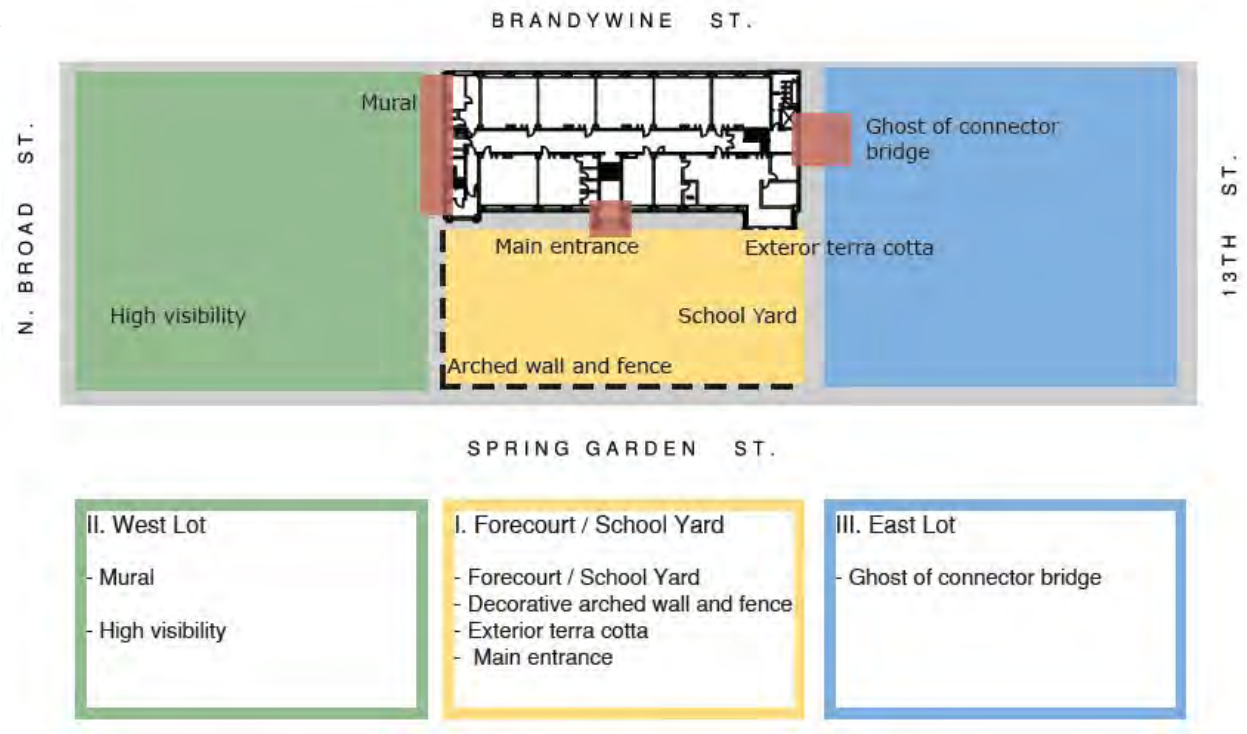 BRANDYWINE ST.
Mural
Ghost of connector
bridge
N. BROAD ST.
13TH ST.
Main entrance
Exteror terra cotta
High visibility
School Yard
Arched wall and fence
SPRING GARDEN ST.
II. West Lot
- Mural
- High visibility
I. Forecourt / School Yard
- Forecourt / School Yard
- Decorative arched wall and fence
- Exterior terra cotta
- Main entrance
III. East Lot
- Ghost of connector bridge